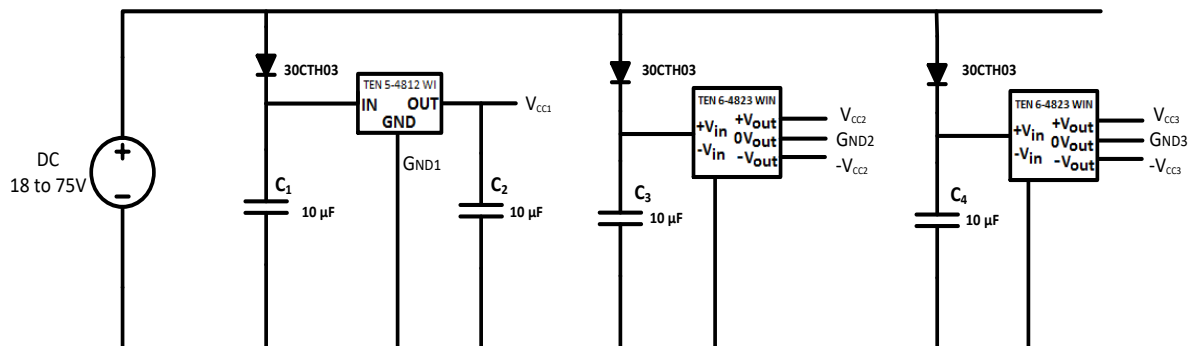 DC
18 to 75V
30CTH03
TEN 5-4812 WI
IN OUT
GND
VCC1
GND1
C1
10 µF
C2
10 µF
30CTH03
TEN 6-4823 WIN
+Vin +Vout
0Vout
-Vin -Vout
VCC2
GND2
-VCC2
C3
10 µF
30CTH03
TEN 6-4823 WIN
+Vin +Vout
0Vout
-Vin -Vout
VCC3
GND3
-VCC3
C4
10 µF